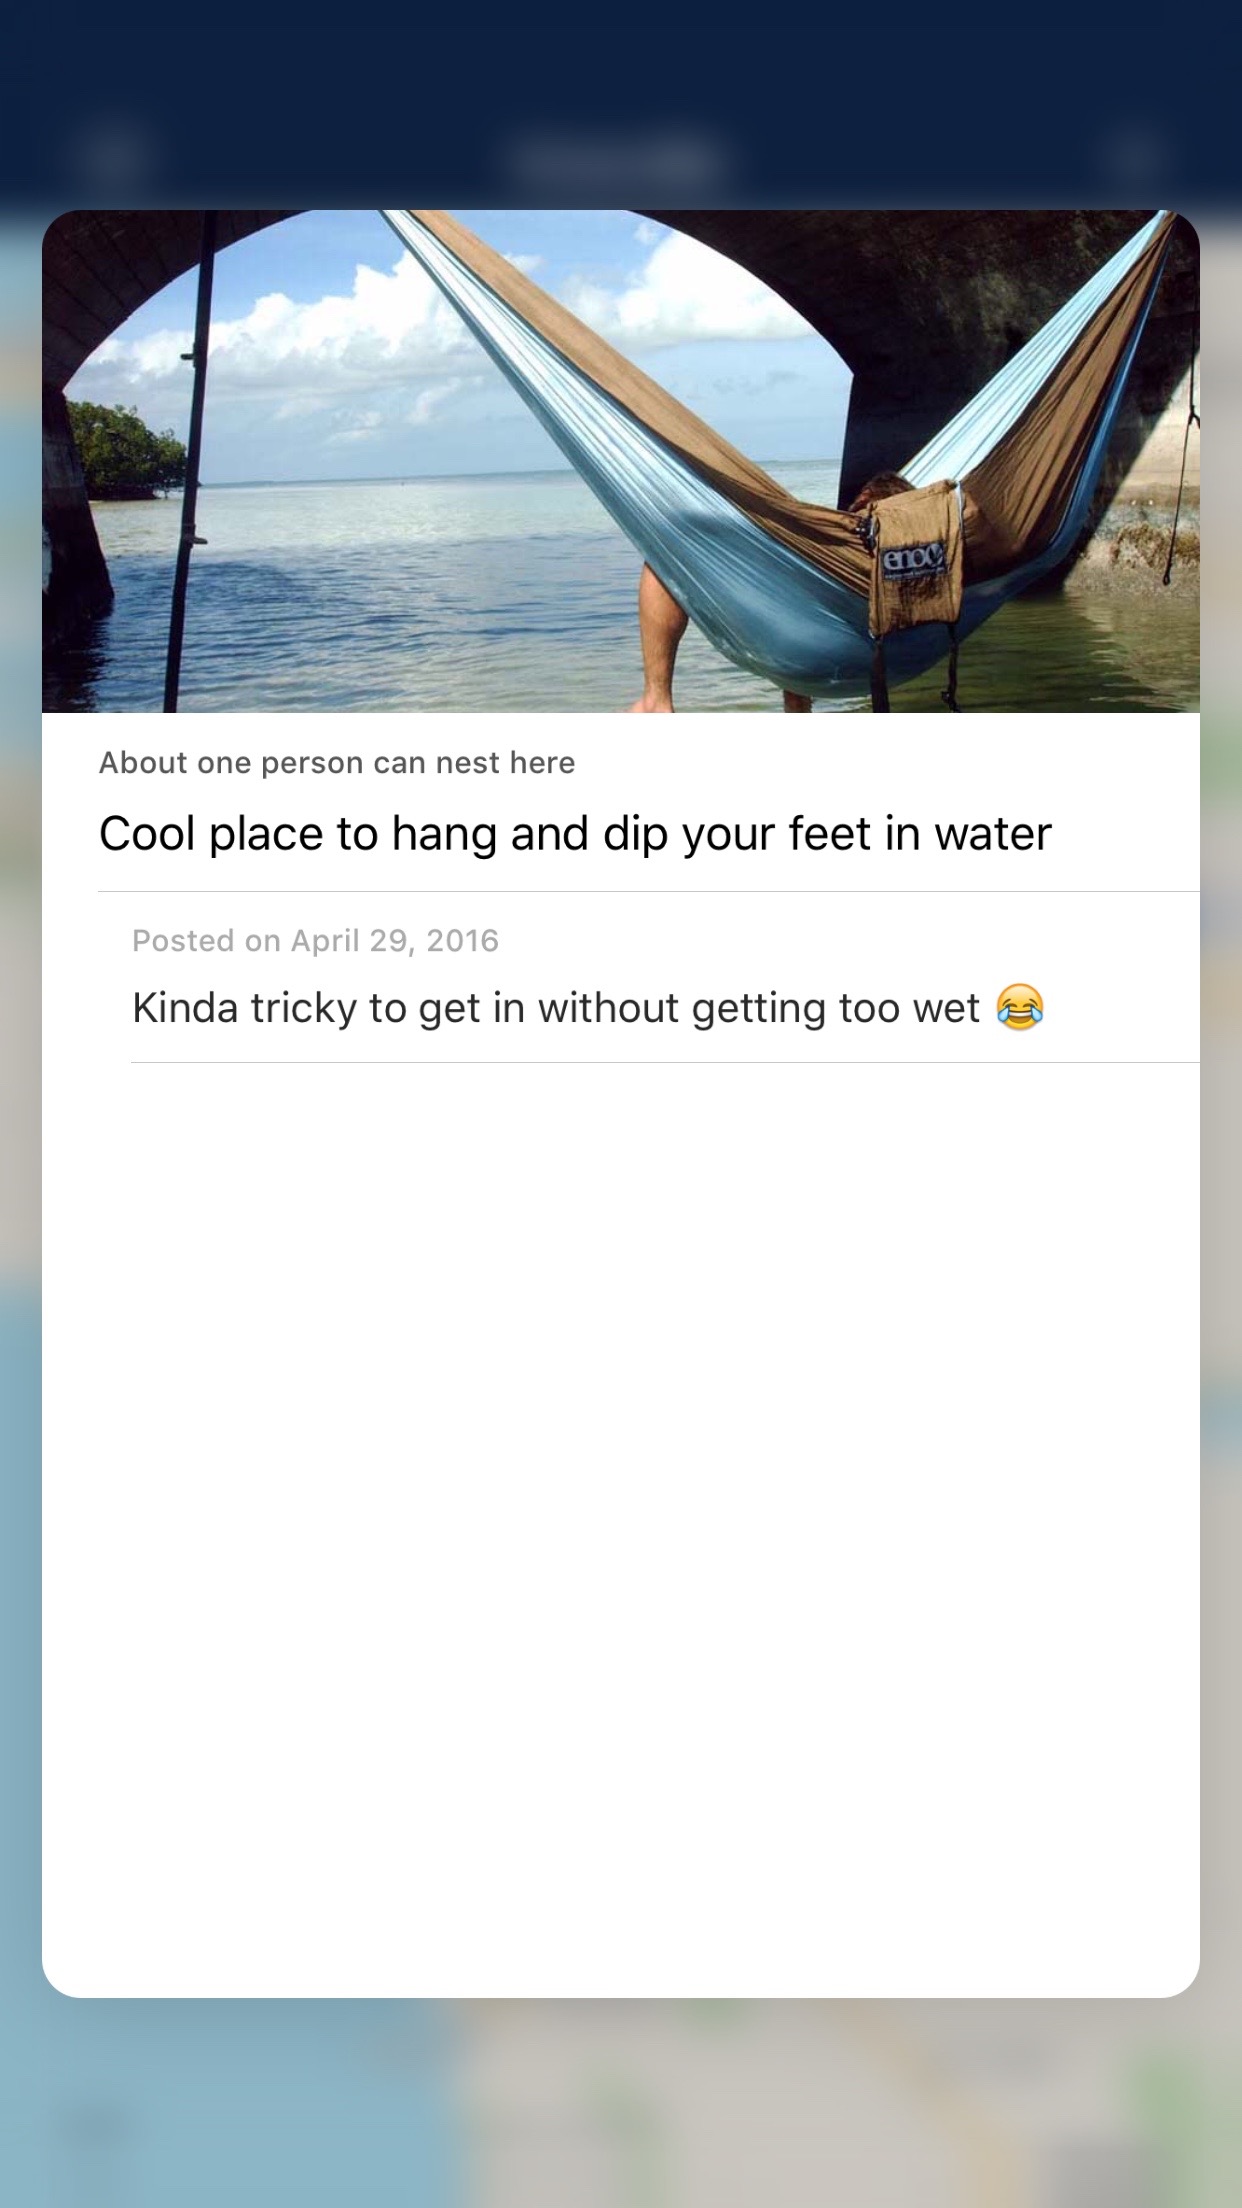 eno
About one person can nest here
Cool place to hang and dip your feet in water
Posted on April 29, 2016
Kinda tricky to get in without getting too wet 😂